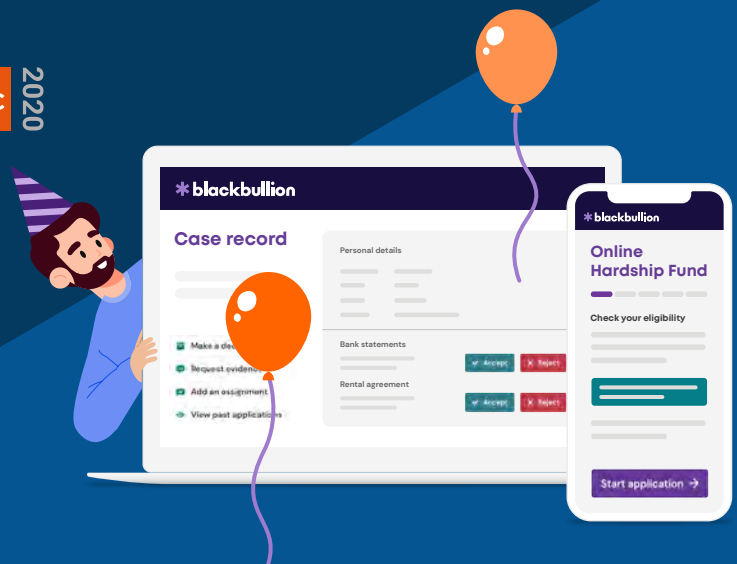 2020
blackbullion
Case record
Personal details
Make a
Request evidence
Add an assignment
View past applications
Bank statements
Accept
Reject
Rental agreement
Accept
Reject
blackbullion
Online
Hardship Fund
Check your eligibility
Start application